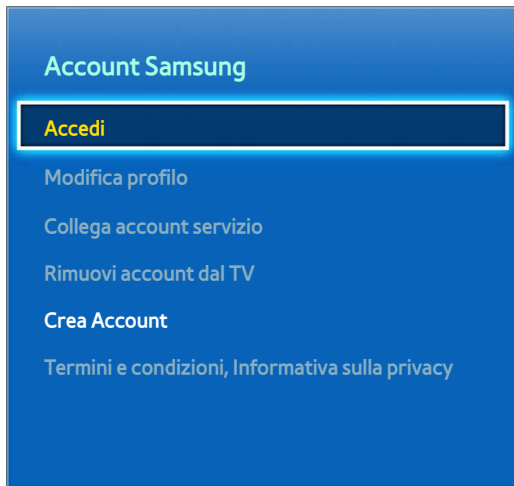 Account Samsung
Accedi
Modifica profilo
Collega account servizio
Rimuovi account dal TV
Crea Account
Termini e condizioni, Informativa sulla privacy